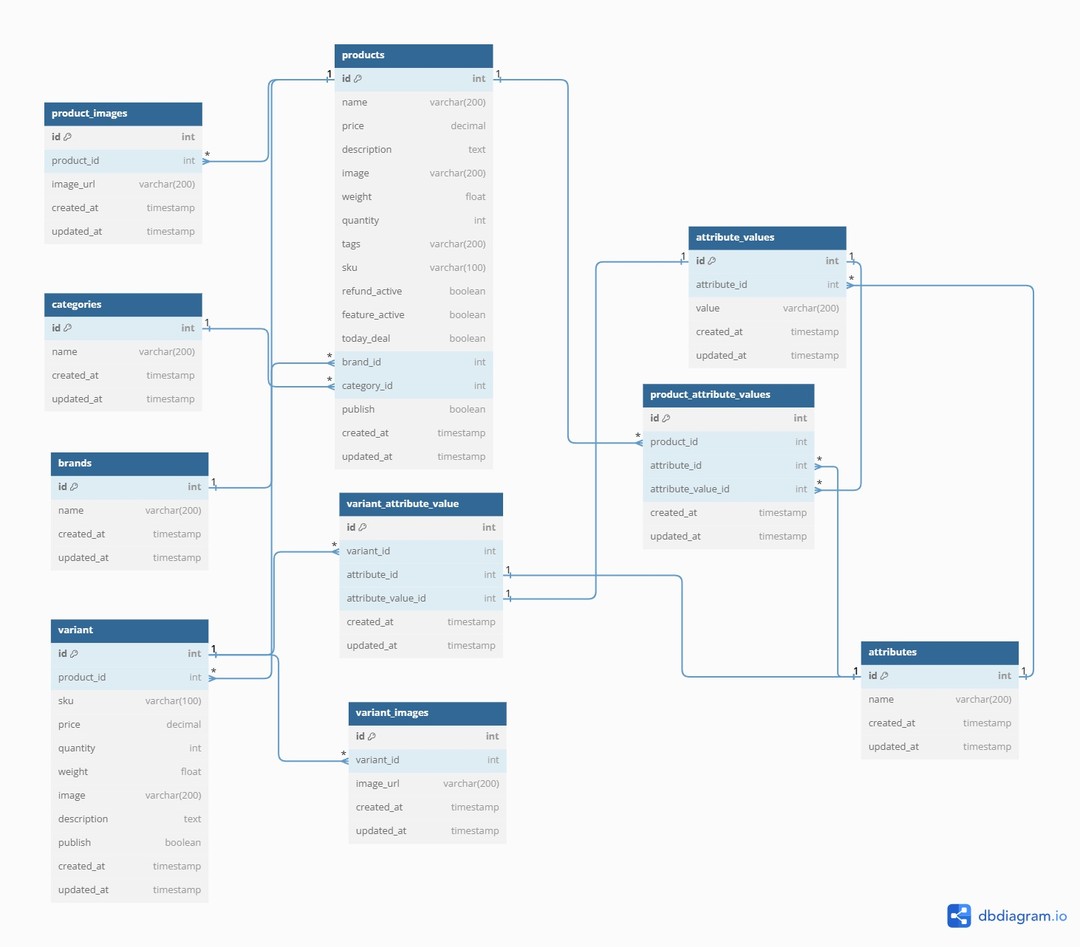 products
id int
name varchar(200)
price decimal
description text
image varchar(200)
weight float
quantity int
tags varchar(200)
sku varchar(100)
refund_active boolean
feature_active boolean
today_deal boolean
brand_id int
category_id int
publish boolean
created_at timestamp
updated_at timestamp
1
1
*
*
product_images
id int
product_id int
image_url varchar(200)
created_at timestamp
updated_at timestamp
*
categories
id int
name varchar(200)
created_at timestamp
updated_at timestamp
1
brands
id int
name varchar(200)
created_at timestamp
updated_at timestamp
1
variant
id int
product_id int
sku varchar(100)
price decimal
quantity int
weight float
image varchar(200)
description text
publish boolean
created_at timestamp
updated_at timestamp
1
*
variant_attribute_value
id int
variant_id int
attribute_id int
attribute_value_id int
created_at timestamp
updated_at timestamp
*
1
1
variant_images
id int
variant_id int
image_url varchar(200)
created_at timestamp
updated_at timestamp
*
attribute_values
id int
attribute_id int
value varchar(200)
created_at timestamp
updated_at timestamp
1
1
*
product_attribute_values
id int
product_id int
attribute_id int
attribute_value_id int
created_at timestamp
updated_at timestamp
*
*
*
attributes
id int
name varchar(200)
created_at timestamp
updated_at timestamp
1
1
dbdiagram.io